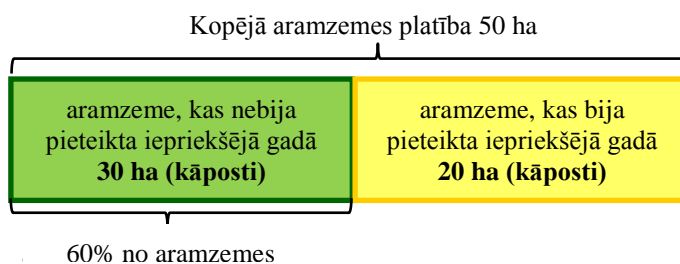 Kopējā aramzemes platība 50 ha
aramzeme, kas nebija
pieteikta iepriekšējā gadā
30 ha (kāposti)
aramzeme, kas bija
pieteikta iepriekšējā gadā
20 ha (kāposti)
60% no aramzemes